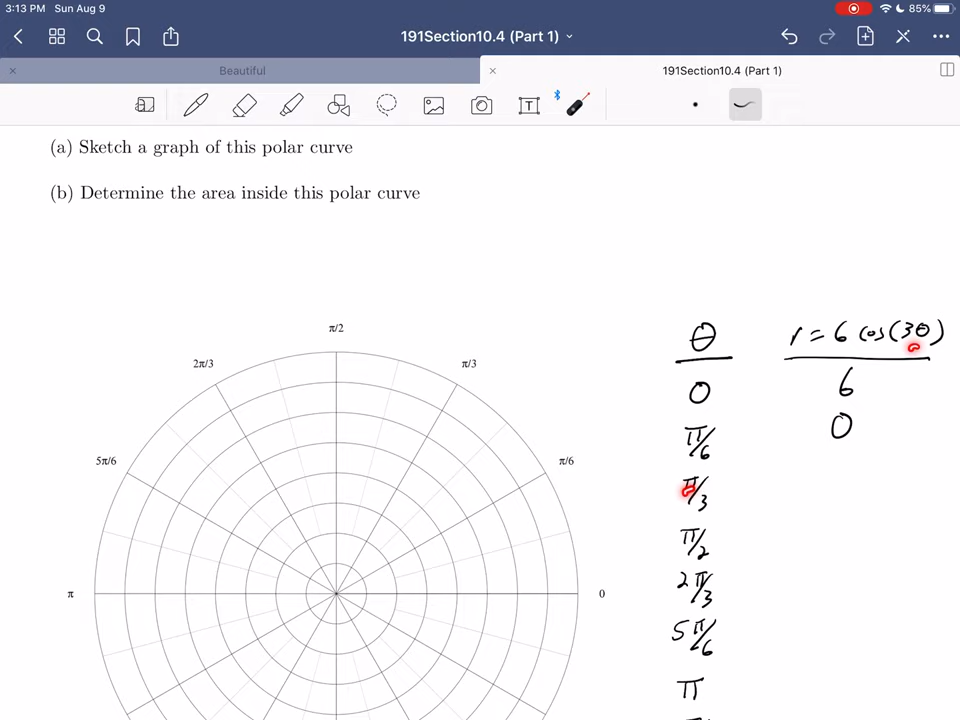 3:13 PM Sun Aug 9
85%
191Section10.4 (Part 1)
Beautiful
191Section10.4 (Part 1)
T
(a) Sketch a graph of this polar curve
(b) Determine the area inside this polar curve
π/2
2π/3
π/3
5π/6
π/6
π
0
θ r = 6 cos(3θ)
0 6
π/6 0
π/3
π/2
2π/3
5π/6
π